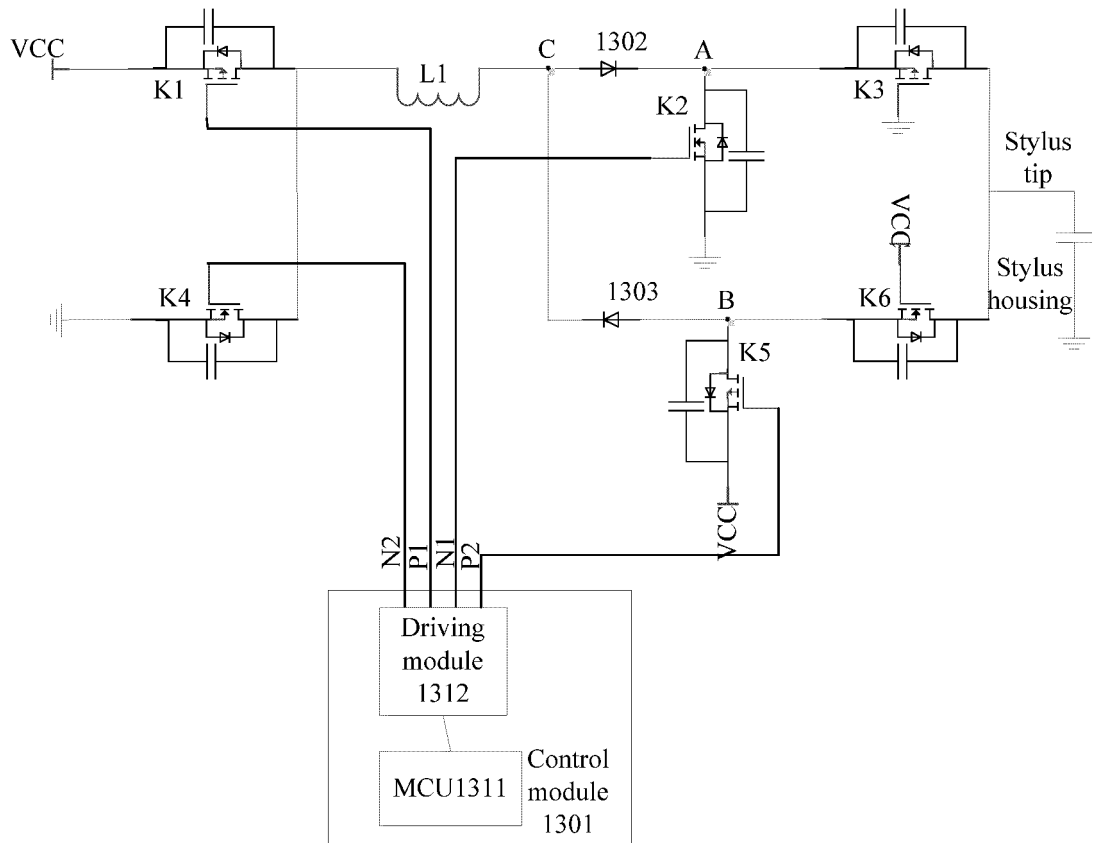 VCC
K1
L1
C
1302
A
K2
K3
Stylus
tip
VCC
Stylus
housing
K4
1303
B
K5
K6
VCC
N2
P1
N1
P2
Driving
module
1312
MCU1311
Control
module
1301